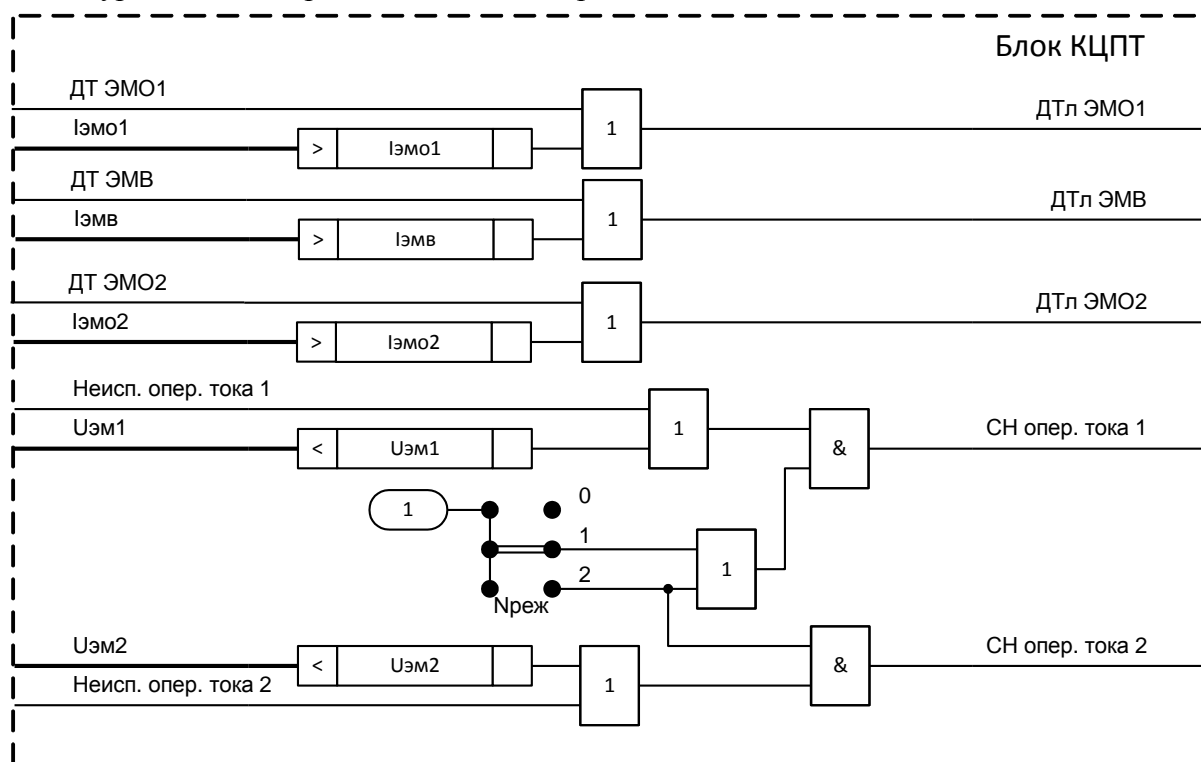 Блок КЦПТ
ДТ ЭМО1
ДТл ЭМО1
Iэмо1
1
> Iэмо1
ДТ ЭМВ
ДТл ЭМВ
Iэмв
1
> Iэмв
ДТ ЭМО2
ДТл ЭМО2
Iэмо2
1
> Iэмо2
Неисп. опер. тока 1
Uэм1
1
СН опер. тока 1
< Uэм1
&
0
1
1
1
2
Nреж
Uэм2
СН опер. тока 2
< Uэм2
&
Неисп. опер. тока 2
1